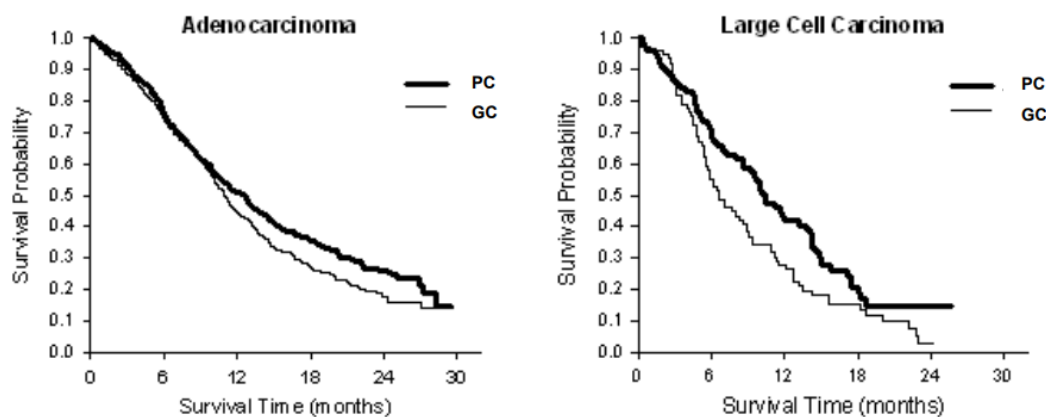 Adenocarcinoma
1.0
0.9
0.8
0.7
0.6
0.5
0.4
0.3
0.2
0.1
0.0
Survival Probability
PC
GC
0 6 12 18 24 30
Survival Time (months)
Large Cell Carcinoma
1.0
0.9
0.8
0.7
0.6
0.5
0.4
0.3
0.2
0.1
0.0
Survival Probability
PC
GC
0 6 12 18 24 30
Survival Time (months)